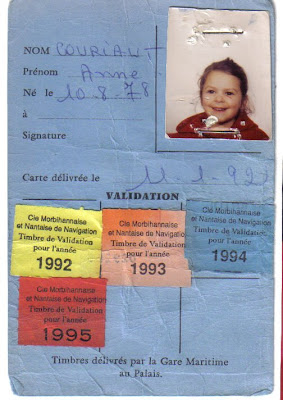 NOM COURIAUT
Prénom Anne
Né le 10.8.78
à
Signature
Carte délivrée le 11.1.92
VALIDATION
Cie Morbihannaise
et Nantaise de Navigation
Timbre de Validation
pour l'année
1992
Cie Morbihannaise
et Nantaise de Navigation
Timbre de Validation
pour l'année
1993
Cie Morbihannaise
et Nantaise de Navigation
Timbre de Validation
pour l'année
1994
Cie Morbihannaise
et Nantaise de Navigation
Timbre de Validation
pour l'année
1995
Timbres délivrés par la Gare Maritime
au Palais.